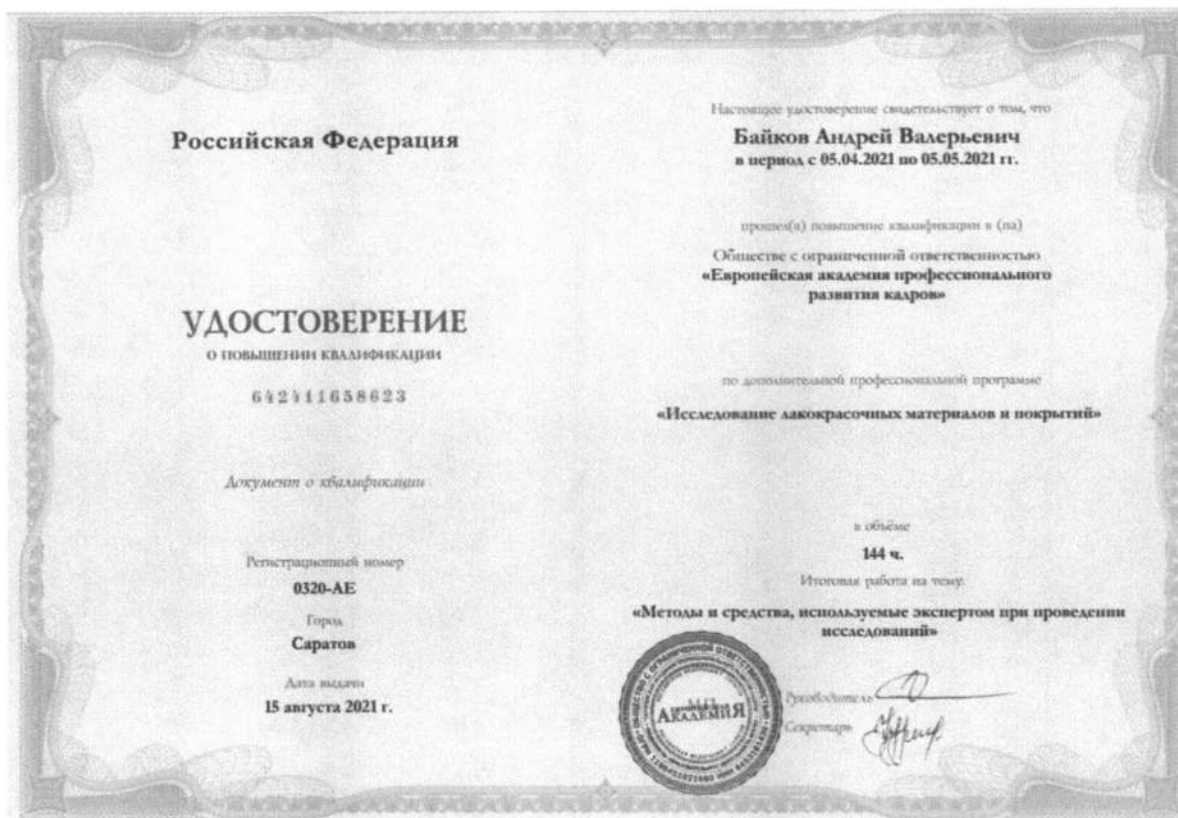 Российская Федерация
УДОСТОВЕРЕНИЕ
О ПОВЫШЕНИИ КВАЛИФИКАЦИИ
642411658623
Документ о квалификации
Регистрационный номер
0320-АЕ
Город
Саратов
Дата выдачи
15 августа 2021 г.
Настоящее удостоверение свидетельствует о том, что
Байков Андрей Валерьевич
в период с 05.04.2021 по 05.05.2021 гг.
прошел(а) повышение квалификации в (на)
Обществе с ограниченной ответственностью
«Европейская академия профессионального
развития кадров»
по дополнительной профессиональной программе
«Исследование лакокрасочных материалов и покрытий»
в объёме
144 ч.
Итоговая работа на тему
«Методы и средства, используемые экспертом при проведении
исследований»
М.П.
АКАДЕМИЯ
Руководитель
Секретарь